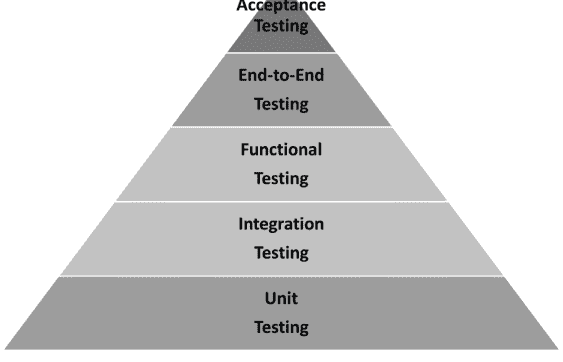 Acceptance
Testing
End-to-End
Testing
Functional
Testing
Integration
Testing
Unit
Testing